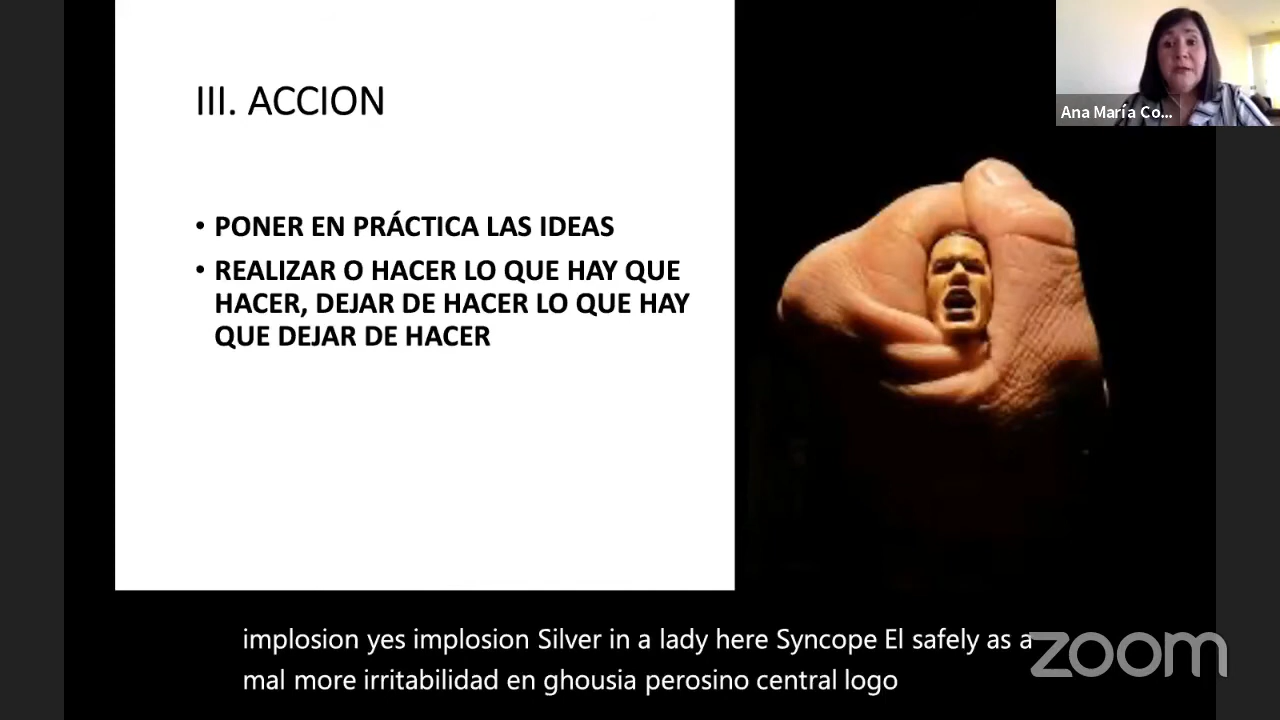 III. ACCION
• PONER EN PRÁCTICA LAS IDEAS
• REALIZAR O HACER LO QUE HAY QUE
HACER, DEJAR DE HACER LO QUE HAY
QUE DEJAR DE HACER
Ana María Co...
implosion yes implosion Silver in a lady here Syncope El safely as a
mal more irritabilidad en ghousia perosino central logo
zoom